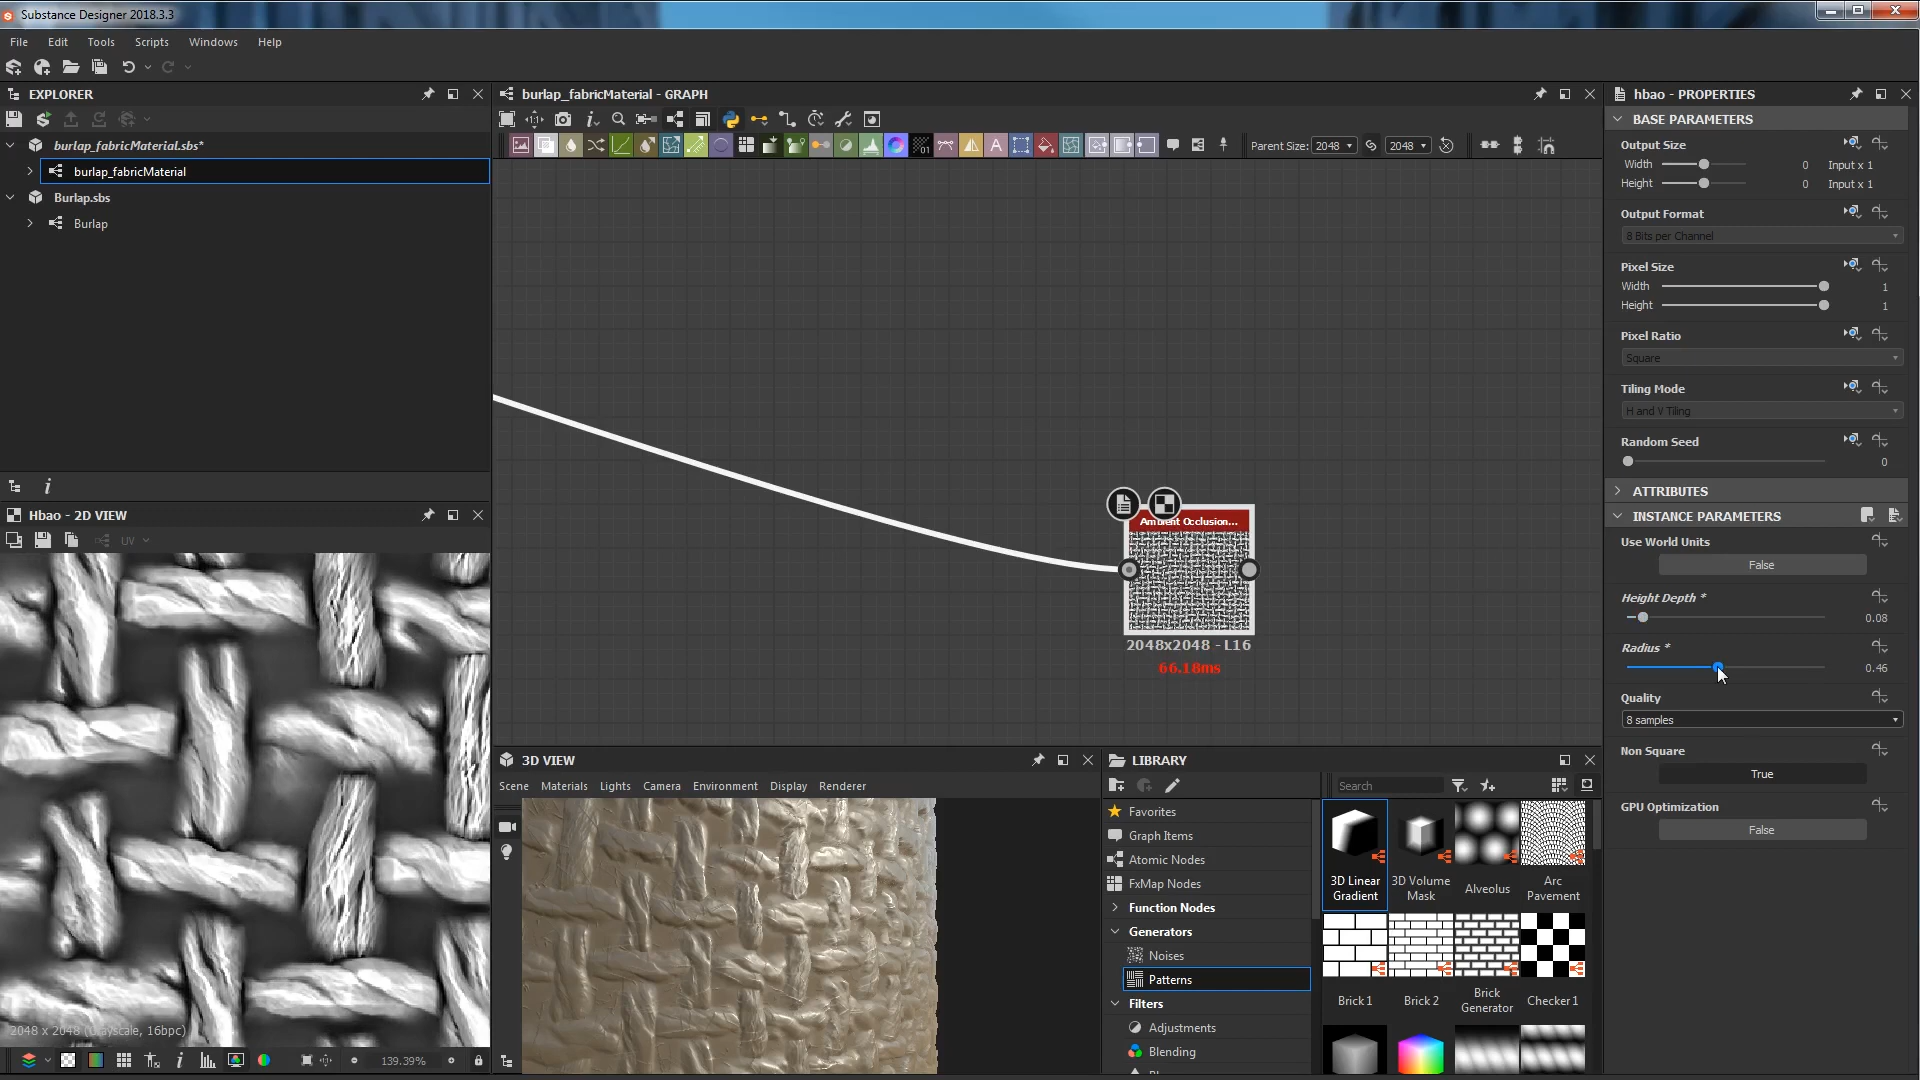 Substance Designer 2018.3.3
File Edit Tools Scripts Windows Help
EXPLORER
burlap_fabricMaterial.sbs*
burlap_fabricMaterial
Burlap.sbs
Burlap
Hbao - 2D VIEW
UV
2048 x 2048 (Grayscale, 16bpc)
139.39%
burlap_fabricMaterial - GRAPH
Parent Size: 2048 2048
Ambient Occlusion...
2048x2048 - L16
66.18ms
3D VIEW
Scene Materials Lights Camera Environment Display Renderer
LIBRARY
Search
Favorites
Graph Items
Atomic Nodes
FxMap Nodes
Function Nodes
Generators
Noises
Patterns
Filters
Adjustments
Blending
3D Linear Gradient
3D Volume Mask
Alveolus
Arc Pavement
Brick 1
Brick 2
Brick Generator
Checker 1
hbao - PROPERTIES
BASE PARAMETERS
Output Size
Width 0 Input x 1
Height 0 Input x 1
Output Format
8 Bits per Channel
Pixel Size
Width 1
Height 1
Pixel Ratio
Square
Tiling Mode
H and V Tiling
Random Seed
0
ATTRIBUTES
INSTANCE PARAMETERS
Use World Units
False
Height Depth *
0.08
Radius *
0.46
Quality
8 samples
Non Square
True
GPU Optimization
False